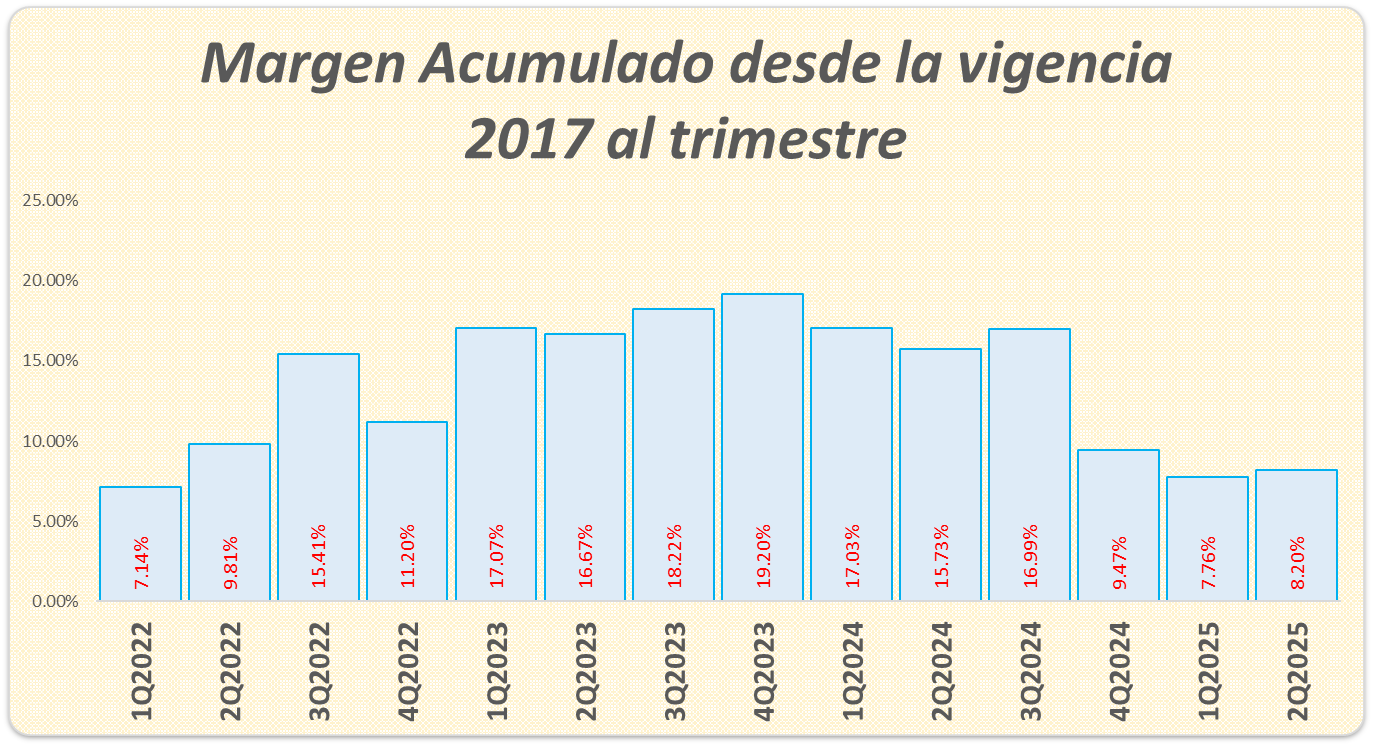 Margen Acumulado desde la vigencia
2017 al trimestre
25.00%
20.00%
15.00%
10.00%
5.00%
0.00%
7.14%
9.81%
15.41%
11.20%
17.07%
16.67%
18.22%
19.20%
17.03%
15.73%
16.99%
9.47%
7.76%
8.20%
1Q2022
2Q2022
3Q2022
4Q2022
1Q2023
2Q2023
3Q2023
4Q2023
1Q2024
2Q2024
3Q2024
4Q2024
1Q2025
2Q2025